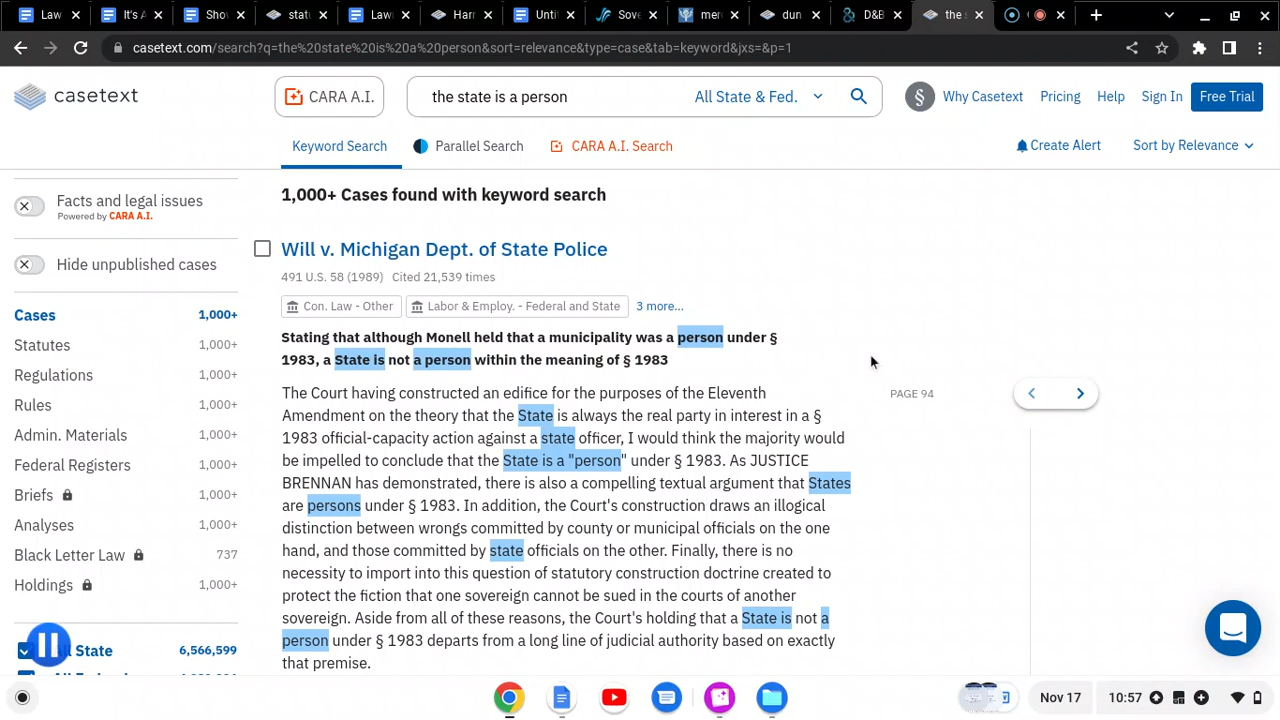 Law
It's A
Shov
statu
Lawr
Harr
Unti
Sove
mer
dun
D&B
the s
casetext.com/search?q=the%20state%20is%20a%20person&sort=relevance&type=case&tab=keyword&jxs=&p=1
casetext
CARA A.I.
the state is a person
All State & Fed.
§
Why Casetext
Pricing
Help
Sign In
Free Trial
Keyword Search
Parallel Search
CARA A.I. Search
Create Alert
Sort by Relevance
Facts and legal issues
Powered by CARA A.I.
Hide unpublished cases
Cases 1,000+
Statutes 1,000+
Regulations 1,000+
Rules 1,000+
Admin. Materials 1,000+
Federal Registers 1,000+
Briefs 1,000+
Analyses 1,000+
Black Letter Law 737
Holdings 1,000+
State 6,566,599
1,000+ Cases found with keyword search
Will v. Michigan Dept. of State Police
491 U.S. 58 (1989) Cited 21,539 times
Con. Law - Other
Labor & Employ. - Federal and State
3 more...
Stating that although Monell held that a municipality was a person under §
1983, a State is not a person within the meaning of § 1983
The Court having constructed an edifice for the purposes of the Eleventh
Amendment on the theory that the State is always the real party in interest in a §
1983 official-capacity action against a state officer, I would think the majority would
be impelled to conclude that the State is a "person" under § 1983. As JUSTICE
BRENNAN has demonstrated, there is also a compelling textual argument that States
are persons under § 1983. In addition, the Court's construction draws an illogical
distinction between wrongs committed by county or municipal officials on the one
hand, and those committed by state officials on the other. Finally, there is no
necessity to import into this question of statutory construction doctrine created to
protect the fiction that one sovereign cannot be sued in the courts of another
sovereign. Aside from all of these reasons, the Court's holding that a State is not a
person under § 1983 departs from a long line of judicial authority based on exactly
that premise.
PAGE 94
Nov 17
10:57